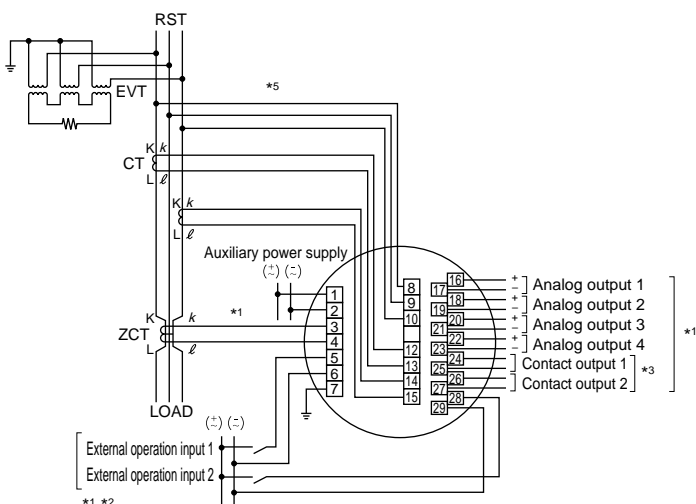 RST
EVT
*5
K k
CT
L ℓ
K k
L ℓ
Auxiliary power supply
(+~) (-~)
*1
K k
ZCT
L ℓ
LOAD
1
2
3
4
5
6
7
8
9
10
12
13
14
15
16
17
18
19
20
21
22
23
24
25
26
27
28
29
+ Analog output 1
-
+ Analog output 2
-
+ Analog output 3
-
+ Analog output 4
-
Contact output 1
Contact output 2
*3
*1
(+~) (-~)
External operation input 1
External operation input 2
*1, *2